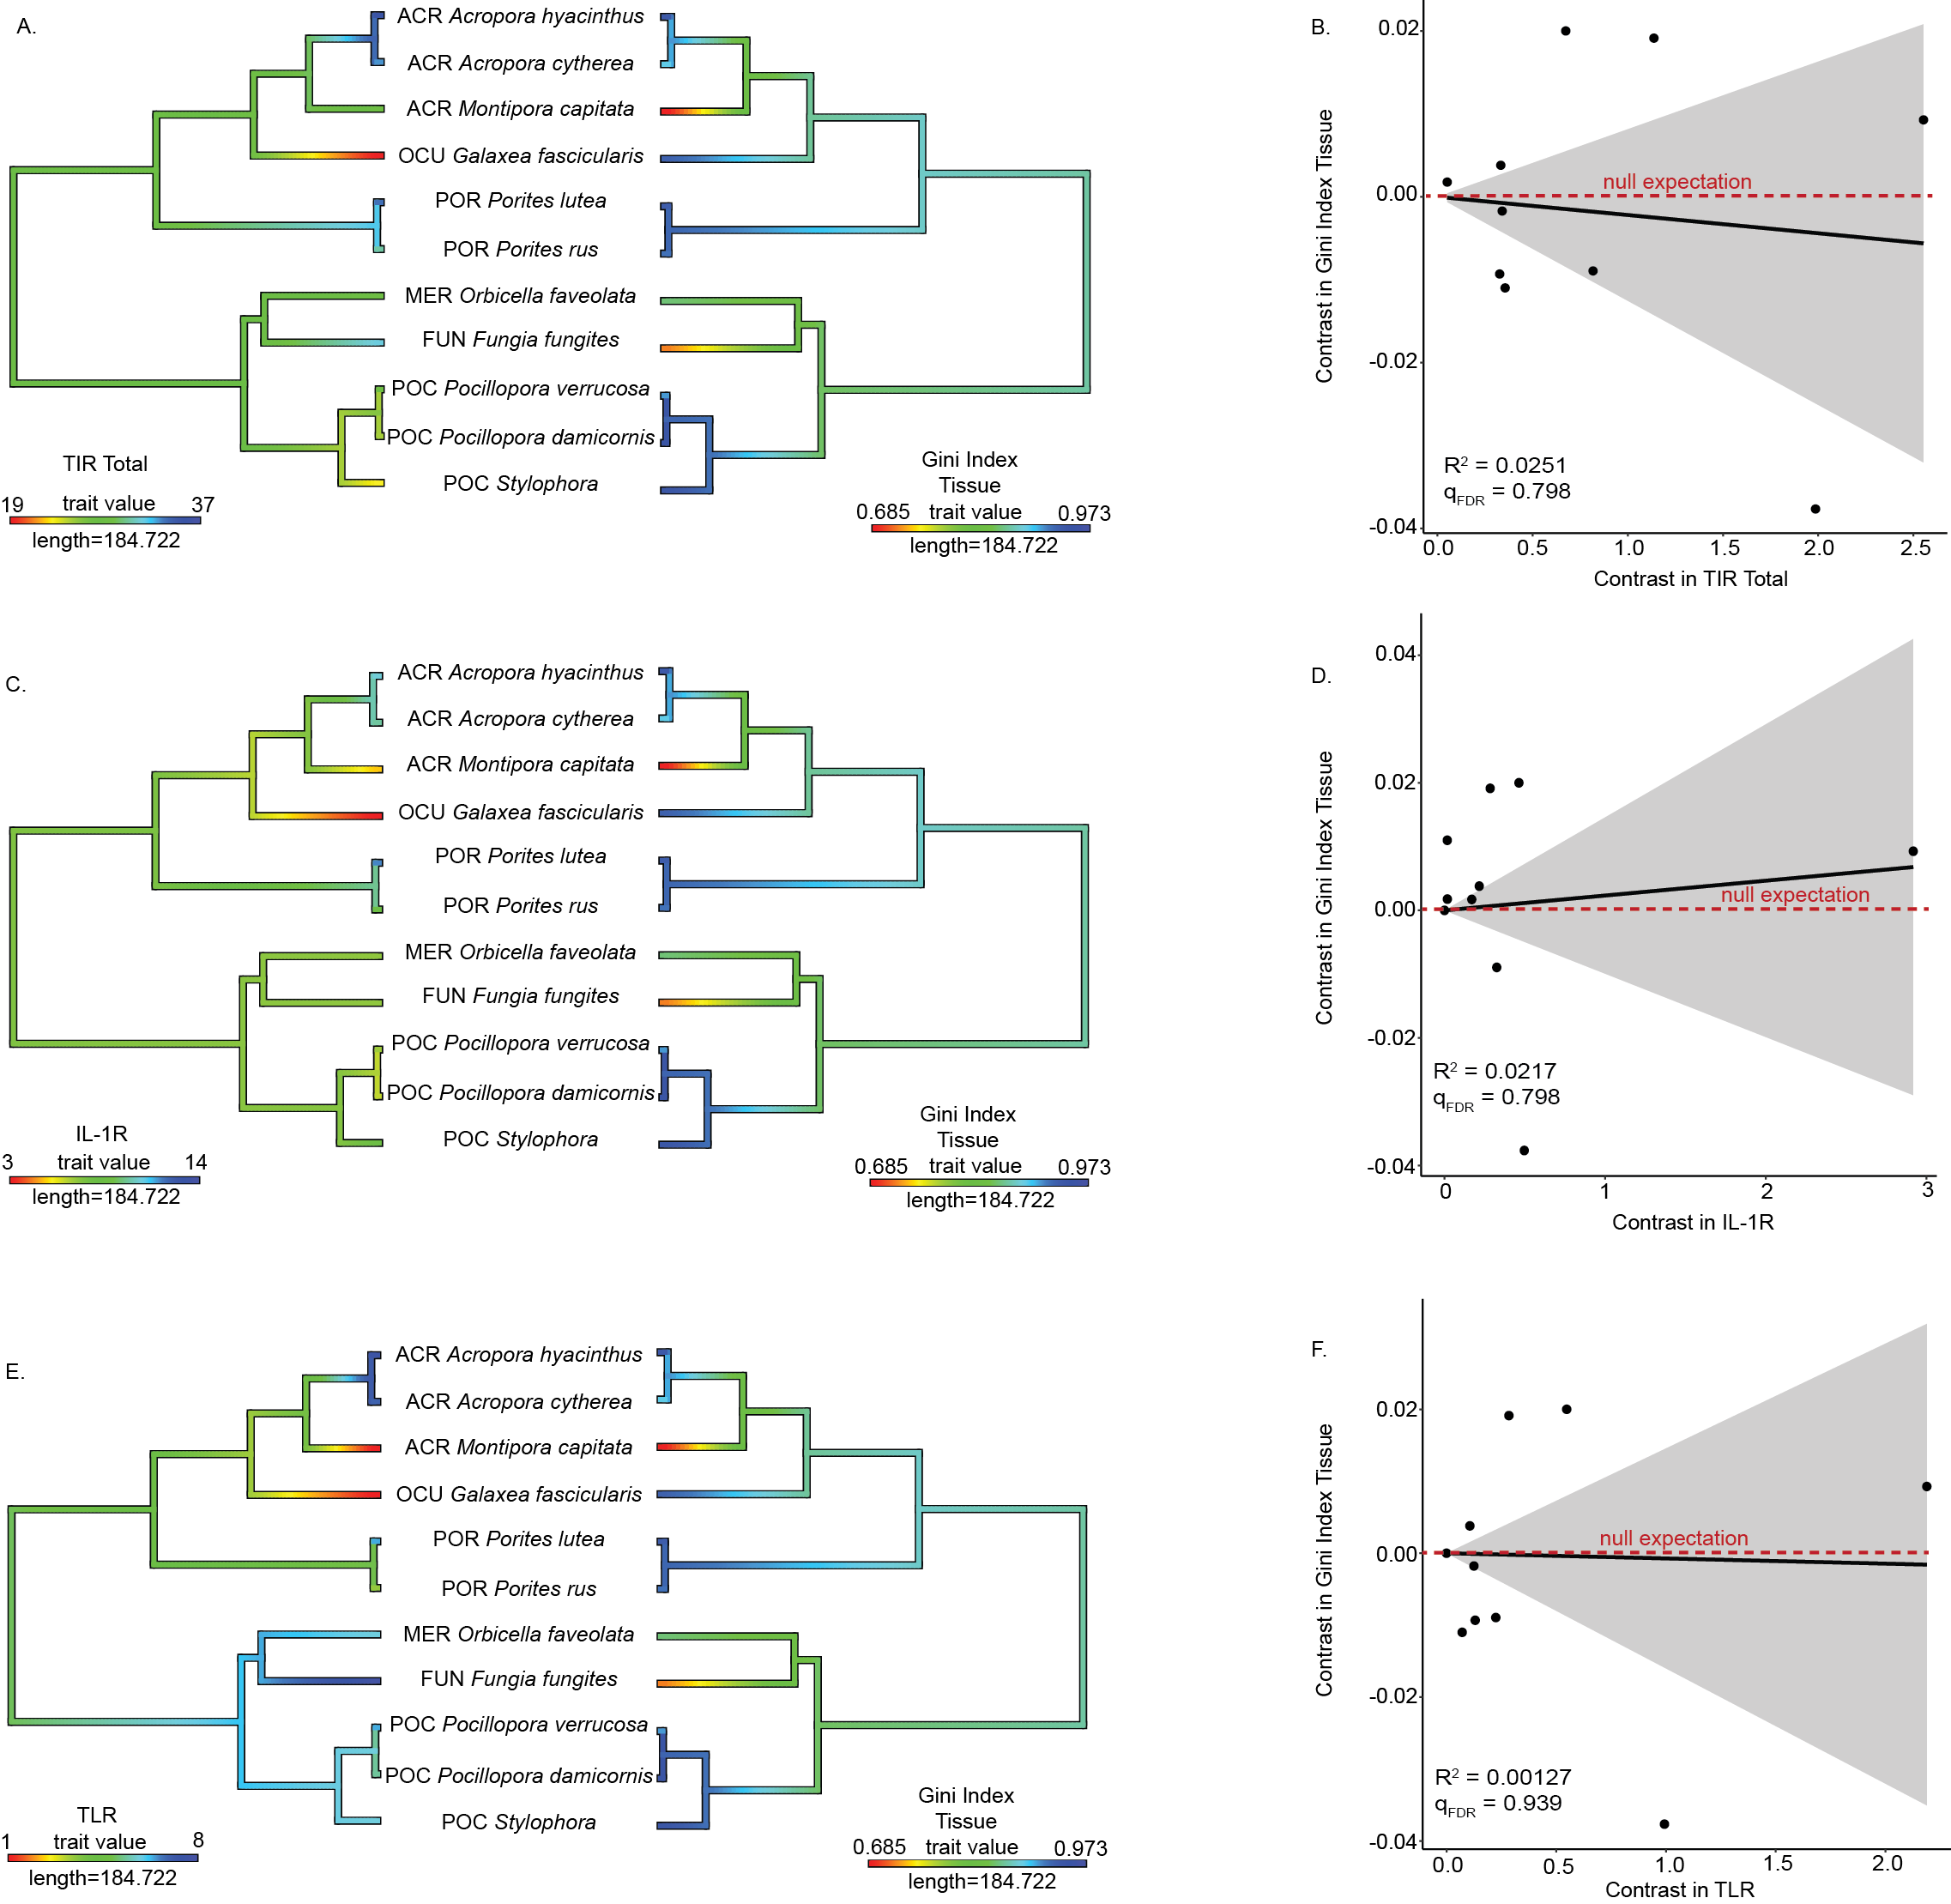 A.
ACR Acropora hyacinthus
ACR Acropora cytherea
ACR Montipora capitata
OCU Galaxea fascicularis
POR Porites lutea
POR Porites rus
MER Orbicella faveolata
FUN Fungia fungites
POC Pocillopora verrucosa
POC Pocillopora damicornis
POC Stylophora
TIR Total
19 trait value 37
length=184.722
Gini Index
Tissue
0.685 trait value 0.973
length=184.722
B.
Contrast in Gini Index Tissue
0.02
0.00
-0.02
-0.04
null expectation
R² = 0.0251
qFDR = 0.798
0.0 0.5 1.0 1.5 2.0 2.5
Contrast in TIR Total
C.
ACR Acropora hyacinthus
ACR Acropora cytherea
ACR Montipora capitata
OCU Galaxea fascicularis
POR Porites lutea
POR Porites rus
MER Orbicella faveolata
FUN Fungia fungites
POC Pocillopora verrucosa
POC Pocillopora damicornis
POC Stylophora
IL-1R
3 trait value 14
length=184.722
Gini Index
Tissue
0.685 trait value 0.973
length=184.722
D.
Contrast in Gini Index Tissue
0.04
0.02
0.00
-0.02
-0.04
null expectation
R² = 0.0217
qFDR = 0.798
0 1 2 3
Contrast in IL-1R
E.
ACR Acropora hyacinthus
ACR Acropora cytherea
ACR Montipora capitata
OCU Galaxea fascicularis
POR Porites lutea
POR Porites rus
MER Orbicella faveolata
FUN Fungia fungites
POC Pocillopora verrucosa
POC Pocillopora damicornis
POC Stylophora
TLR
1 trait value 8
length=184.722
Gini Index
Tissue
0.685 trait value 0.973
length=184.722
F.
Contrast in Gini Index Tissue
0.02
0.00
-0.02
-0.04
null expectation
R² = 0.00127
qFDR = 0.939
0.0 0.5 1.0 1.5 2.0
Contrast in TLR